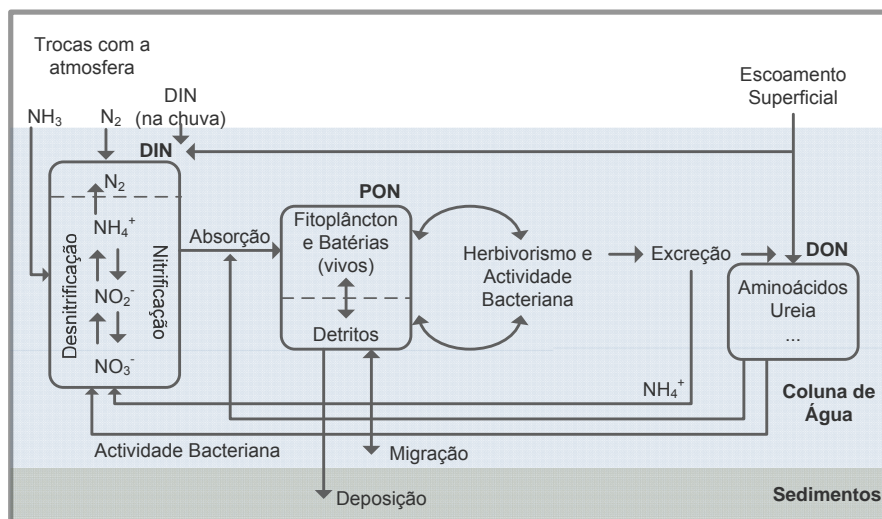 Trocas com a
atmosfera
NH₃
N₂
DIN
(na chuva)
Escoamento
Superficial
DIN
N₂
NH₄⁺
NO₂⁻
NO₃⁻
Desnitrificação
Nitrificação
Absorção
PON
Fitoplâncton
e Batérias
(vivos)
Detritos
Herbivorismo e
Actividade
Bacteriana
Excreção
DON
Aminoácidos
Ureia
...
NH₄⁺
Coluna de
Água
Actividade Bacteriana
Migração
Deposição
Sedimentos